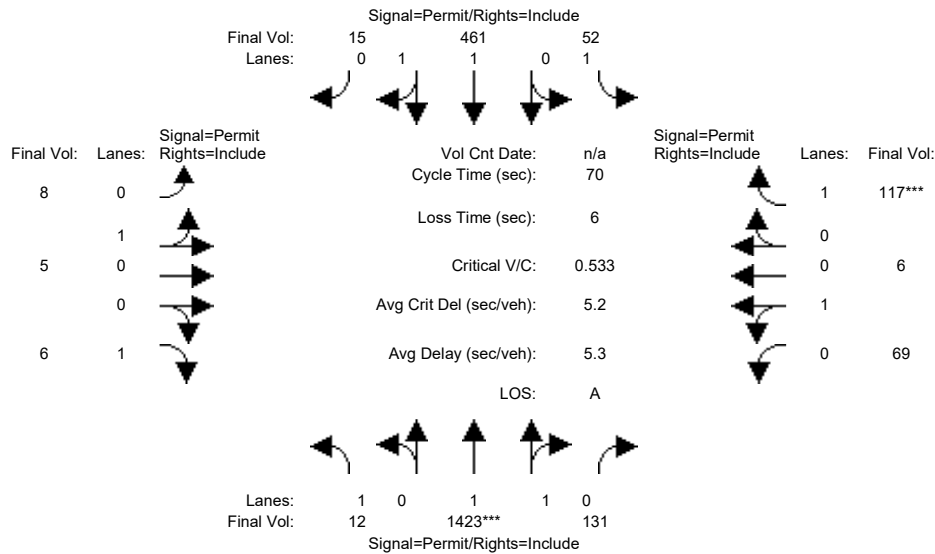 Signal=Permit/Rights=Include
Final Vol: 15 461 52
Lanes: 0 1 1 0 1
Signal=Permit
Final Vol: Lanes: Rights=Include
Vol Cnt Date: n/a
Signal=Permit
Rights=Include Lanes: Final Vol:
Cycle Time (sec): 70
8 0
1 117***
Loss Time (sec): 6
1
0
5 0
Critical V/C: 0.533
0 6
0
Avg Crit Del (sec/veh): 5.2
1
6 1
Avg Delay (sec/veh): 5.3
0 69
LOS: A
Lanes: 1 0 1 1 0
Final Vol: 12 1423*** 131
Signal=Permit/Rights=Include